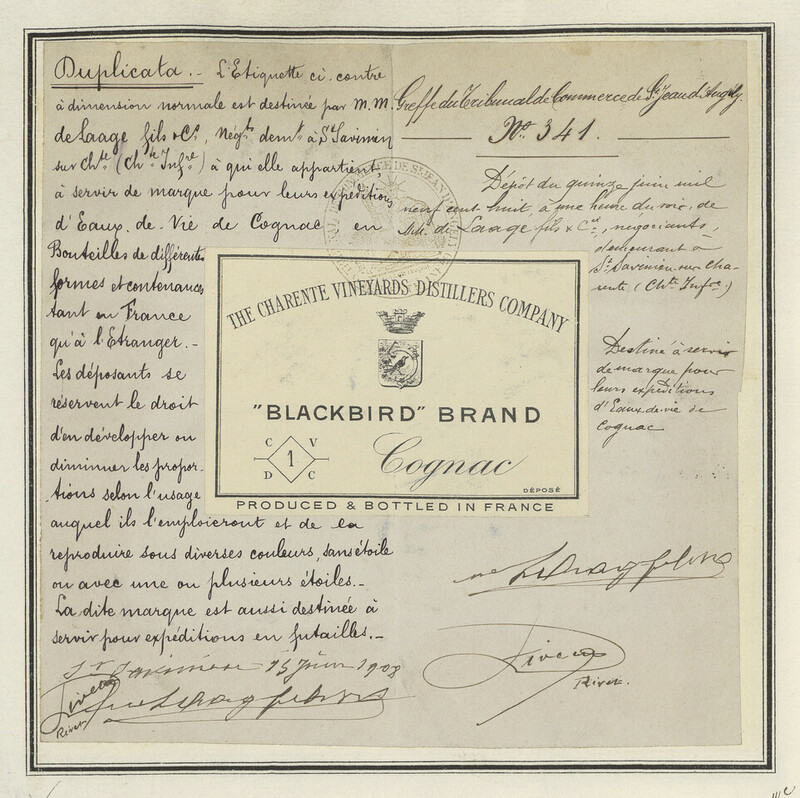 Duplicata.- L'Etiquette ci-contre
à dimension normale est destinée par M.M.
de Laage fils & Cie, Négts demt à St Savinien
sur Chte (Chte Infre) à qui elle appartient,
à servir de marque pour leurs expéditions
d'Eaux-de-Vie de Cognac, en
Bouteilles de différentes
formes et contenances
tant en France
qu'à l'Etranger.-
Les déposants se
réservent le droit
d'en développer ou
diminuer les propor-
tions selon l'usage
auquel ils l'emploieront et de la
reproduire sous diverses couleurs, sans étoile
ou avec une ou plusieurs étoiles.-
La dite marque est aussi destinée à
servir pour expéditions en futailles.-
St Savinien 15 Juin 1908
Rivet
Rivet
Greffe du Tribunal de Commerce de St Jean d'Angély.
No 341.
Dépôt du quinze juin mil
neuf cent huit, à une heure du soir, de
MM. de Laage fils & Cie, négociants,
demeurant à
St Savinien sur Cha-
rente (Chte Infre)
Destiné à servir
de marque pour
leurs expéditions
d'Eaux-de-vie de
Cognac
Rivet
Rivet.
THE CHARENTE VINEYARDS DISTILLERS COMPANY
"BLACKBIRD" BRAND
C V
1
D C
Cognac
DÉPOSÉ
PRODUCED & BOTTLED IN FRANCE